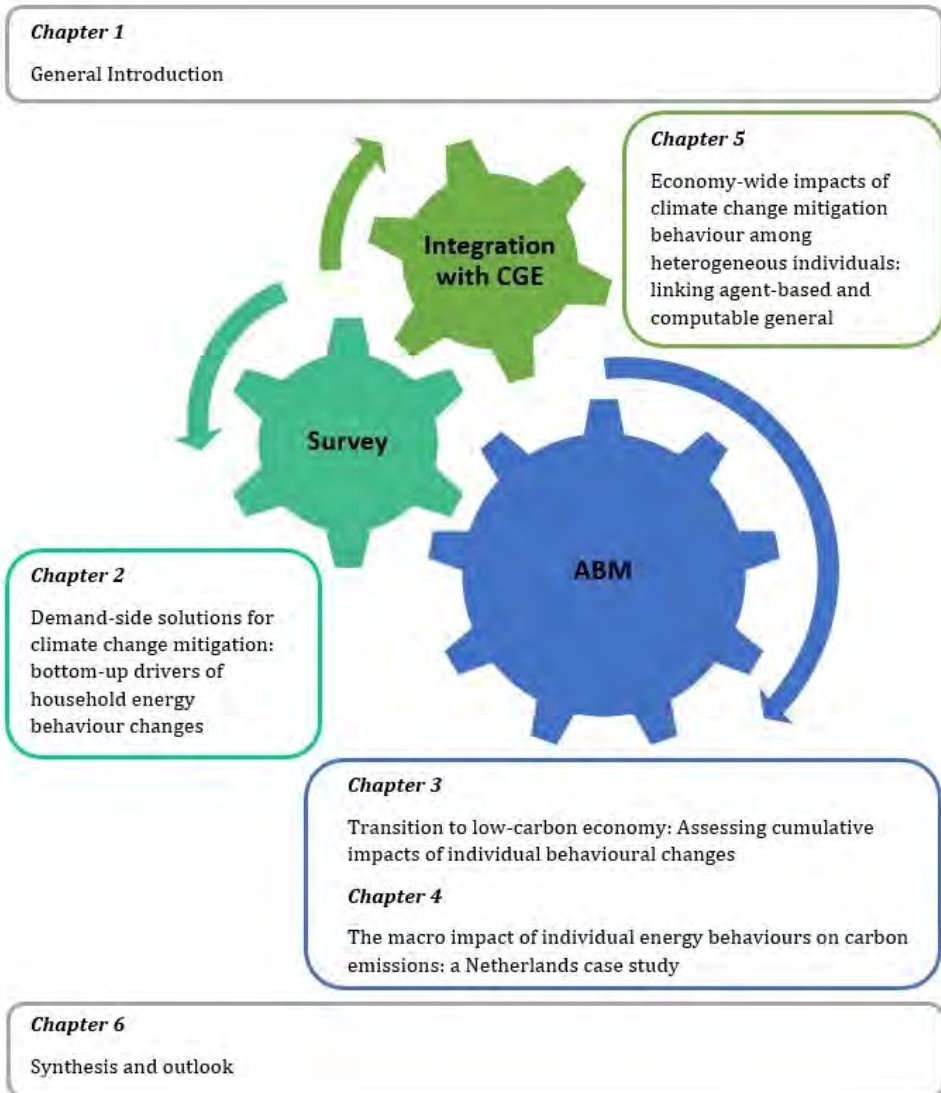 Chapter 1
General Introduction
Chapter 5
Economy-wide impacts of
climate change mitigation
behaviour among
heterogeneous individuals:
linking agent-based and
computable general
Integration
with CGE
Survey
ABM
Chapter 2
Demand-side solutions for
climate change mitigation:
bottom-up drivers of
household energy
behaviour changes
Chapter 3
Transition to low-carbon economy: Assessing cumulative
impacts of individual behavioural changes
Chapter 4
The macro impact of individual energy behaviours on carbon
emissions: a Netherlands case study
Chapter 6
Synthesis and outlook